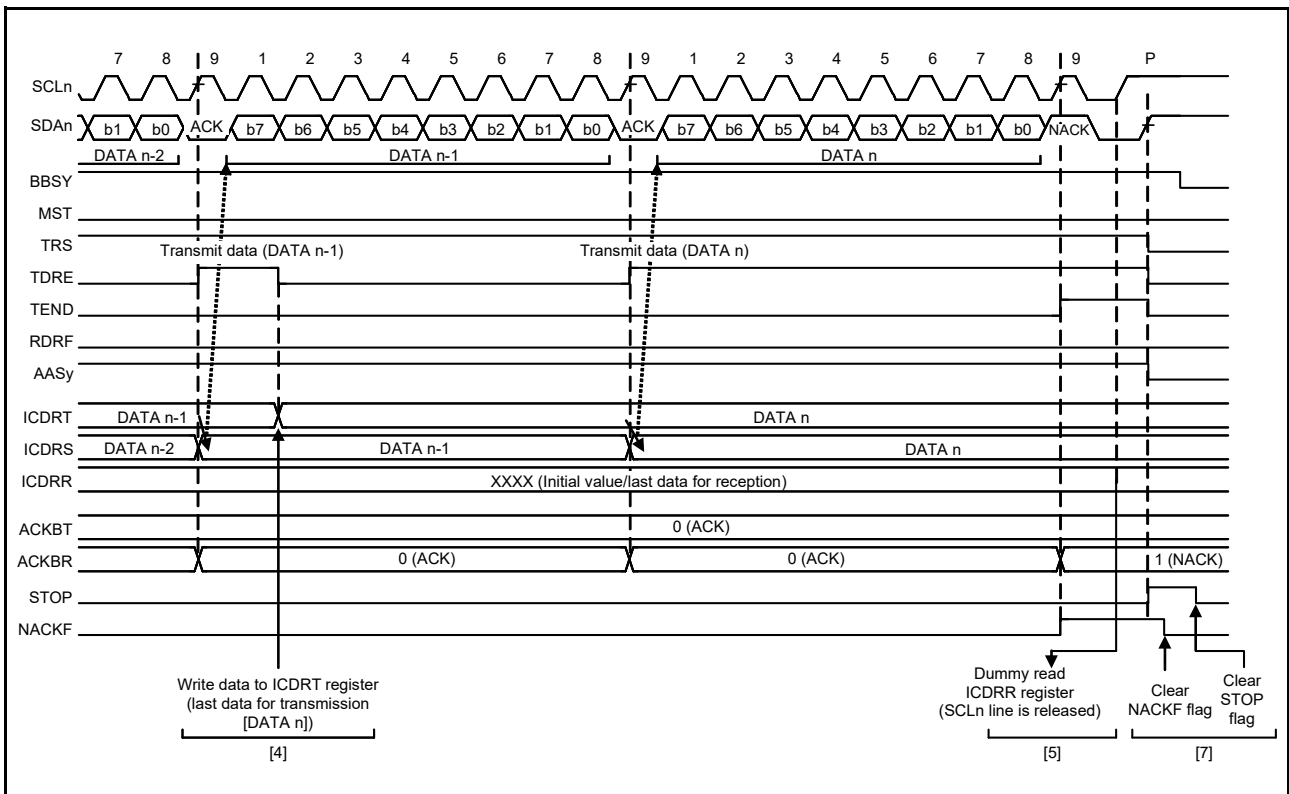 7 8 9 1 2 3 4 5 6 7 8 9 1 2 3 4 5 6 7 8 9 P
SCLn
SDAn b1 b0 ACK b7 b6 b5 b4 b3 b2 b1 b0 ACK b7 b6 b5 b4 b3 b2 b1 b0 NACK
DATA n-2 DATA n-1 DATA n
BBSY
MST
TRS
Transmit data (DATA n-1) Transmit data (DATA n)
TDRE
TEND
RDRF
AASy
ICDRT DATA n-1 DATA n
ICDRS DATA n-2 DATA n-1 DATA n
ICDRR XXXX (Initial value/last data for reception)
ACKBT 0 (ACK)
ACKBR 0 (ACK) 0 (ACK) 1 (NACK)
STOP
NACKF
Write data to ICDRT register
(last data for transmission
[DATA n])
[4]
Dummy read
ICDRR register
(SCLn line is released)
[5]
Clear
NACKF flag
Clear
STOP
flag
[7]